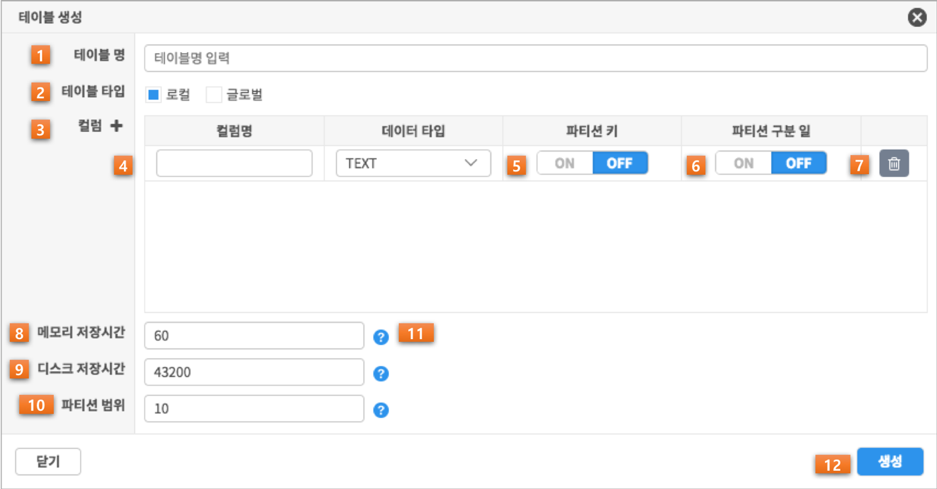 테이블 생성
1 테이블 명 테이블명 입력
2 테이블 타입 로컬 글로벌
3 컬럼 + 컬럼명 데이터 타입 파티션 키 파티션 구분 일
4 TEXT 5 ON OFF 6 ON OFF 7
8 메모리 저장시간 60 ? 11
9 디스크 저장시간 43200 ?
10 파티션 범위 10 ?
닫기 12 생성